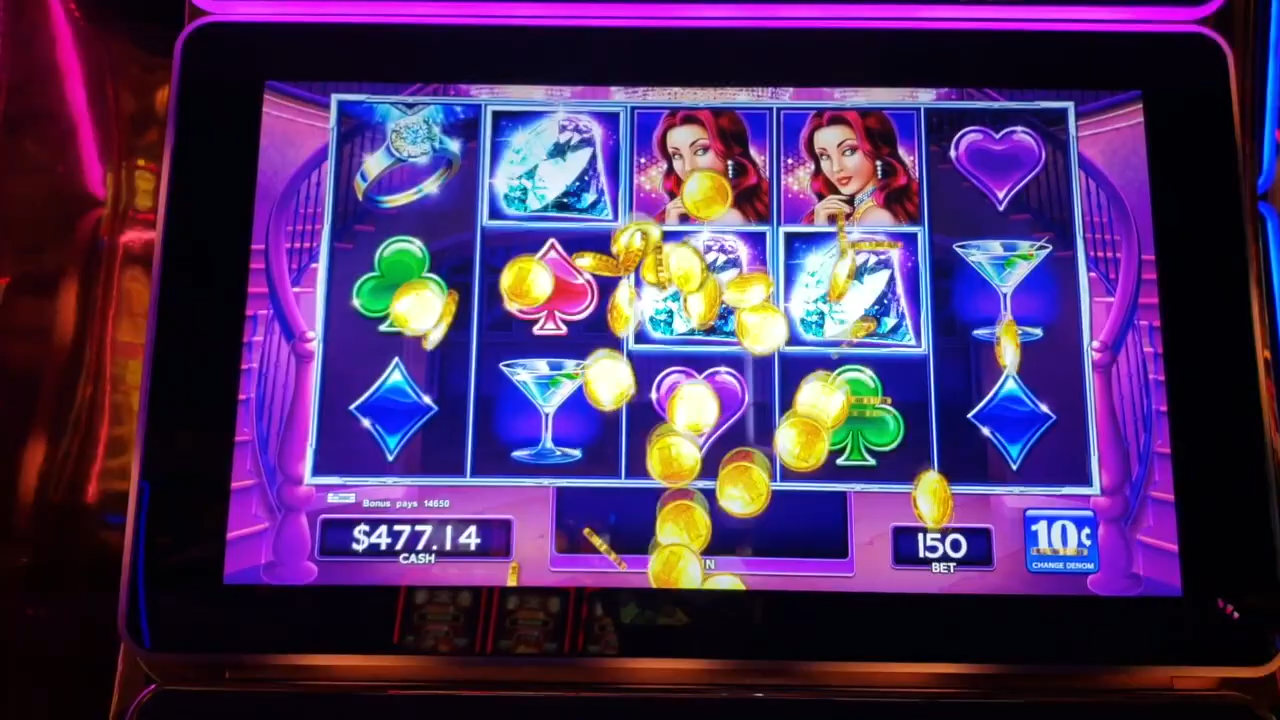 Bonus pays 14650
$477.14
CASH
150
BET
10¢
CHANGE DENOM